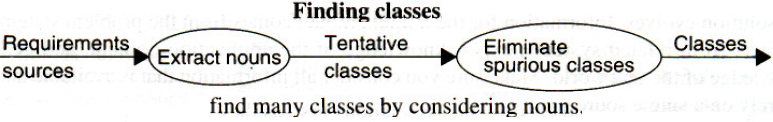 Finding classes
Requirements sources
Extract nouns
Tentative classes
Eliminate spurious classes
Classes
find many classes by considering nouns.